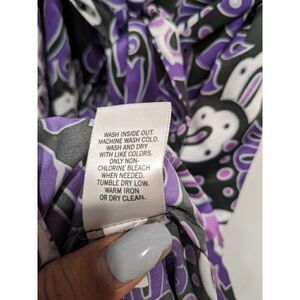 WASH INSIDE OUT.
MACHINE WASH COLD.
WASH AND DRY
WITH LIKE COLORS.
ONLY NON-
CHLORINE BLEACH
WHEN NEEDED.
TUMBLE DRY LOW.
WARM IRON
OR DRY CLEAN.